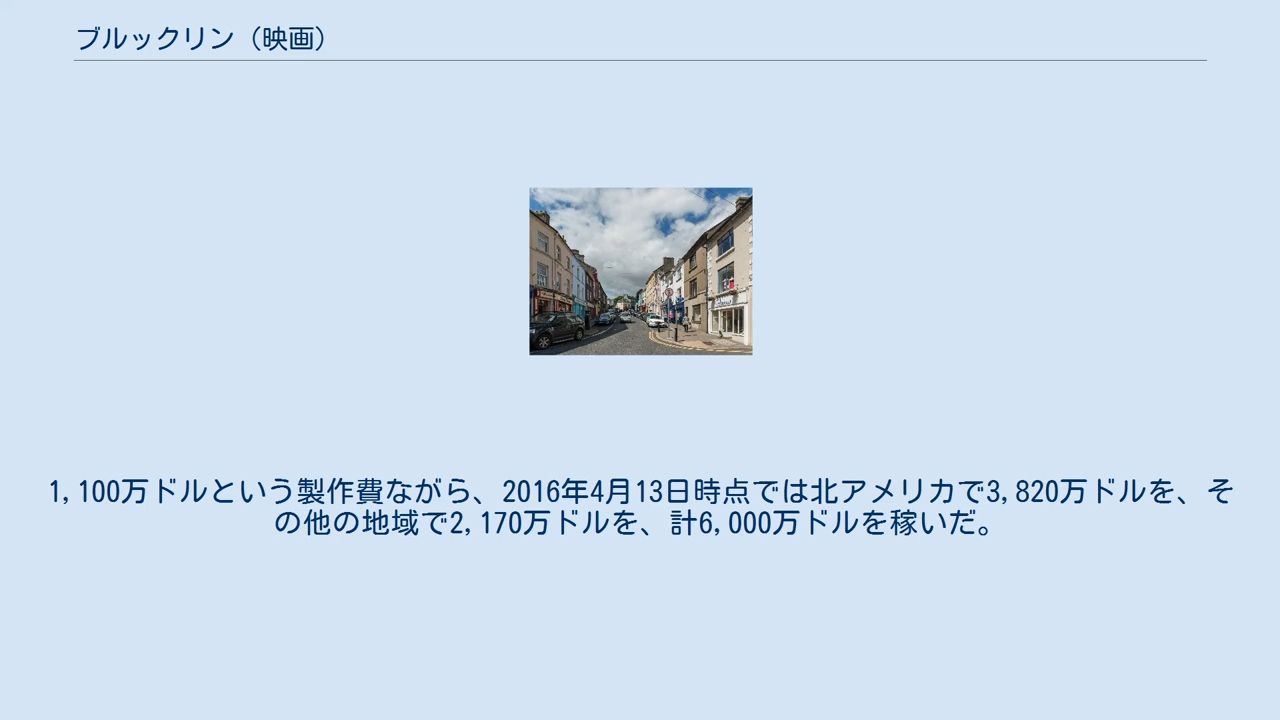 ブルックリン（映画）
1,100万ドルという製作費ながら、2016年4月13日時点では北アメリカで3,820万ドルを、そ
の他の地域で2,170万ドルを、計6,000万ドルを稼いだ。